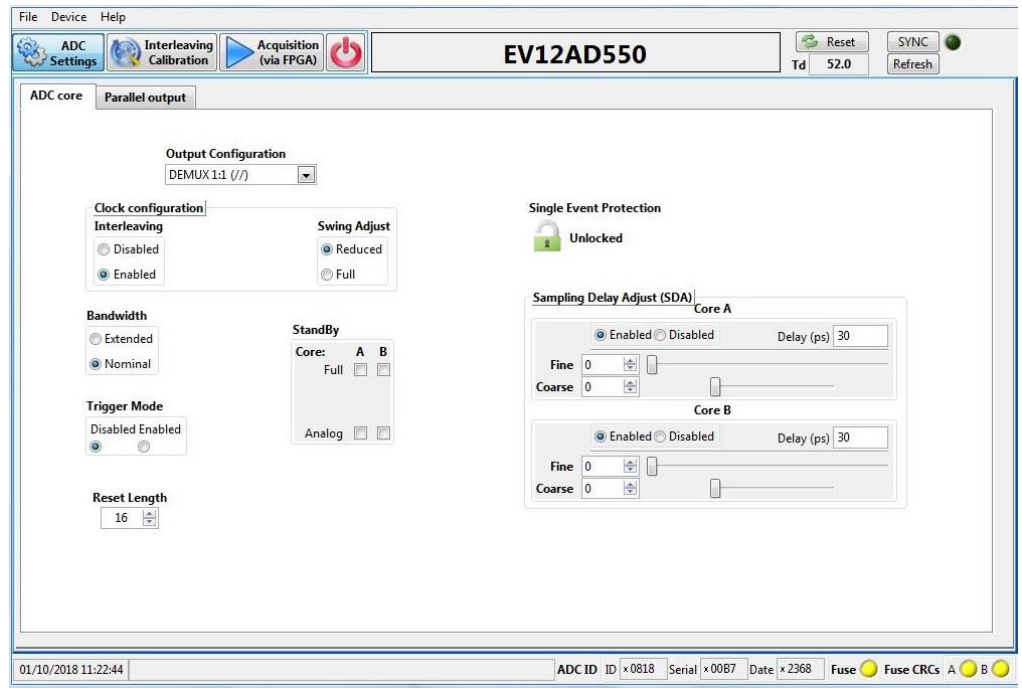 File Device Help
ADC Settings Interleaving Calibration Acquisition (via FPGA) EV12AD550 Reset SYNC
Td 52.0 Refresh
ADC core Parallel output
Output Configuration
DEMUX 1:1 (//)
Clock configuration
Interleaving Swing Adjust
Disabled Reduced
Enabled Full
Single Event Protection
Unlocked
Bandwidth
Extended
Nominal
StandBy
Core: A B
Full
Analog
Trigger Mode
Disabled Enabled
Reset Length
16
Sampling Delay Adjust (SDA)
Core A
Enabled Disabled Delay (ps) 30
Fine 0
Coarse 0
Core B
Enabled Disabled Delay (ps) 30
Fine 0
Coarse 0
01/10/2018 11:22:44 ADC ID ID x 0818 Serial x 00B7 Date x 2368 Fuse Fuse CRCs A B